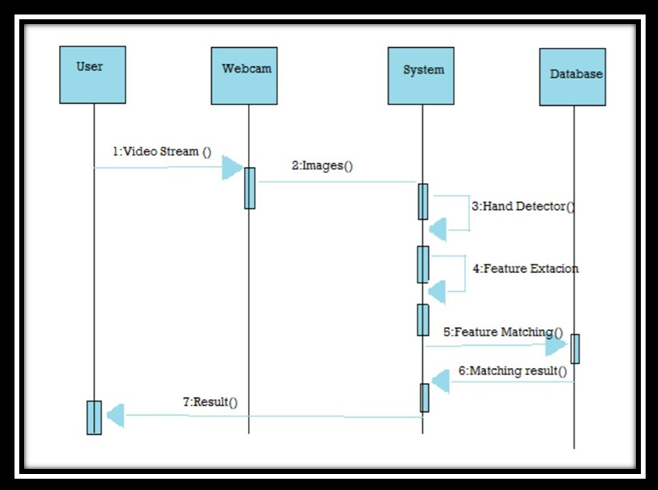 User
Webcam
System
Database
1:Video Stream ()
2:Images()
3:Hand Detector()
4:Feature Extacion
5:Feature Matching()
6:Matching result()
7:Result()